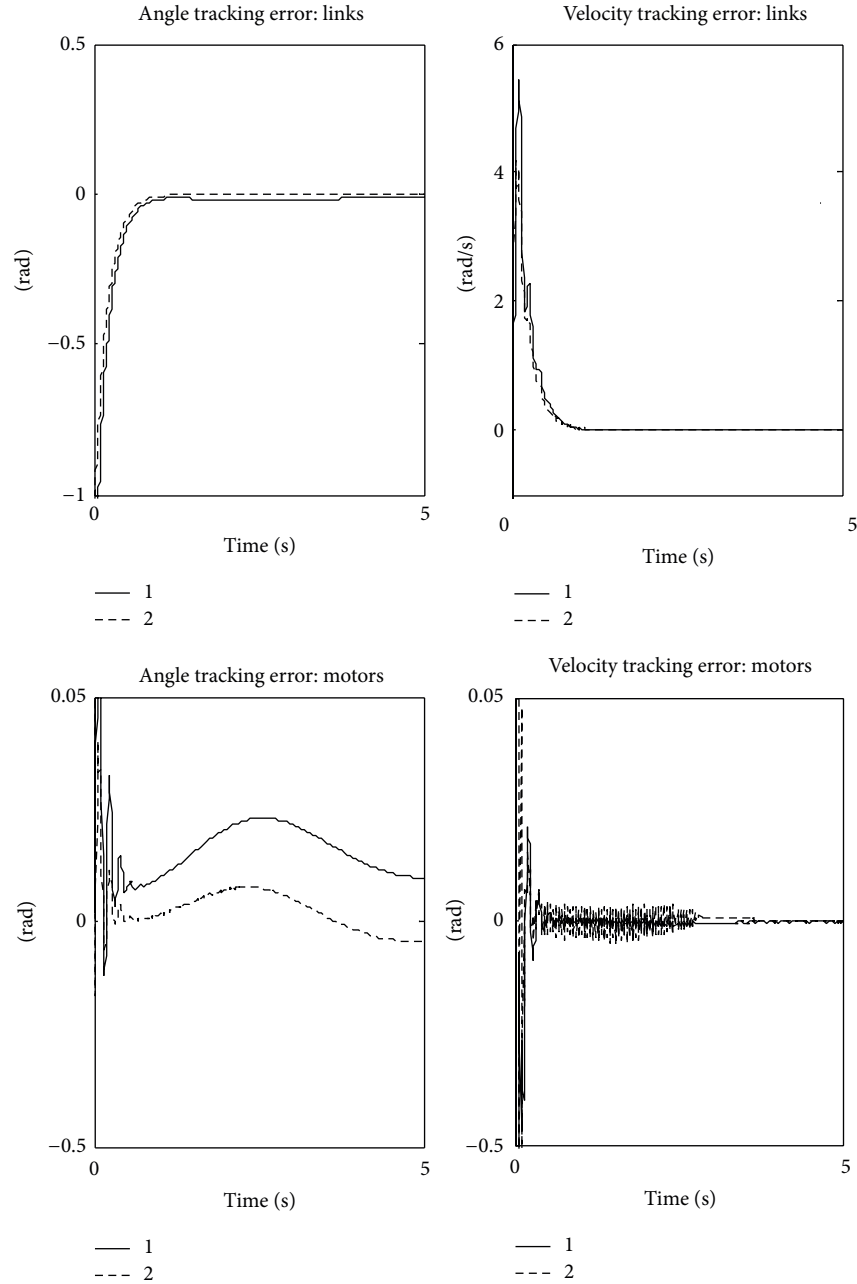 Angle tracking error: links
0.5
0
−0.5
−1
(rad)
0
5
Time (s)
1
2
Velocity tracking error: links
6
4
2
0
(rad/s)
0
5
Time (s)
1
2
Angle tracking error: motors
0.05
0
−0.5
(rad)
0
5
Time (s)
1
2
Velocity tracking error: motors
0.05
0
−0.5
(rad)
0
5
Time (s)
1
2